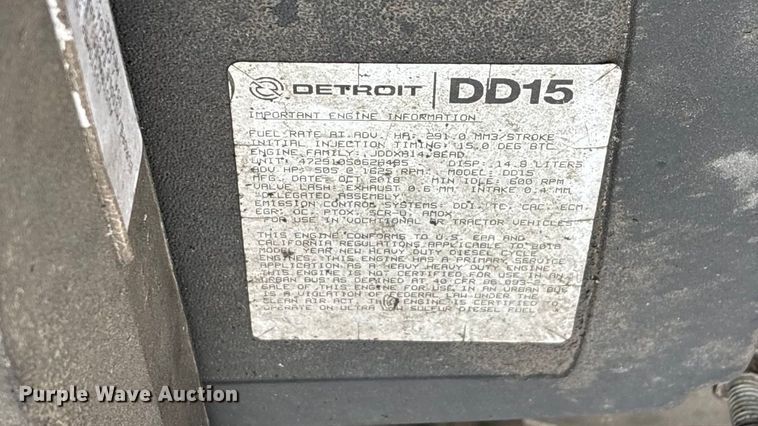 DETROIT DD15
IMPORTANT ENGINE INFORMATION
FUEL RATE AT ADV. HP: 291.0 MM3/STROKE
INITIAL INJECTION TIMING: 15.0 DEG BTC
ENGINE FAMILY: JDDXH14.8EAD
UNIT: 472910S0626485 DISP: 14.8 LITERS
ADV HP: 505 @ 1625 RPM. MODEL: DD15
MFG. DATE: OCT 2018 MIN IDLE: 600 RPM
VALVE LASH: EXHAUST 0.6 MM INTAKE 0.4 MM
DELEGATED ASSEMBLY
EMISSION CONTROL SYSTEMS: DDI, TC, CAC, ECM,
EGR, OC, PTOX, SCR-U, AMOX
FOR USE IN VOCATIONAL OR TRACTOR VEHICLES
THIS ENGINE CONFORMS TO U.S. EPA AND
CALIFORNIA REGULATIONS APPLICABLE TO 2018
MODEL YEAR NEW HEAVY DUTY DIESEL CYCLE
ENGINES. THIS ENGINE HAS A PRIMARY SERVICE
APPLICATION AS A HEAVY HEAVY DUTY ENGINE
THIS ENGINE IS NOT CERTIFIED FOR USE IN AN
URBAN BUS AS DEFINED AT 40 CFR 86.093-2.
SALE OF THIS ENGINE FOR USE IN AN URBAN BUS
IS A VIOLATION OF FEDERAL LAW UNDER THE
CLEAN AIR ACT. THIS ENGINE IS CERTIFIED TO
OPERATE ON ULTRA LOW SULFUR DIESEL FUEL
Purple Wave Auction